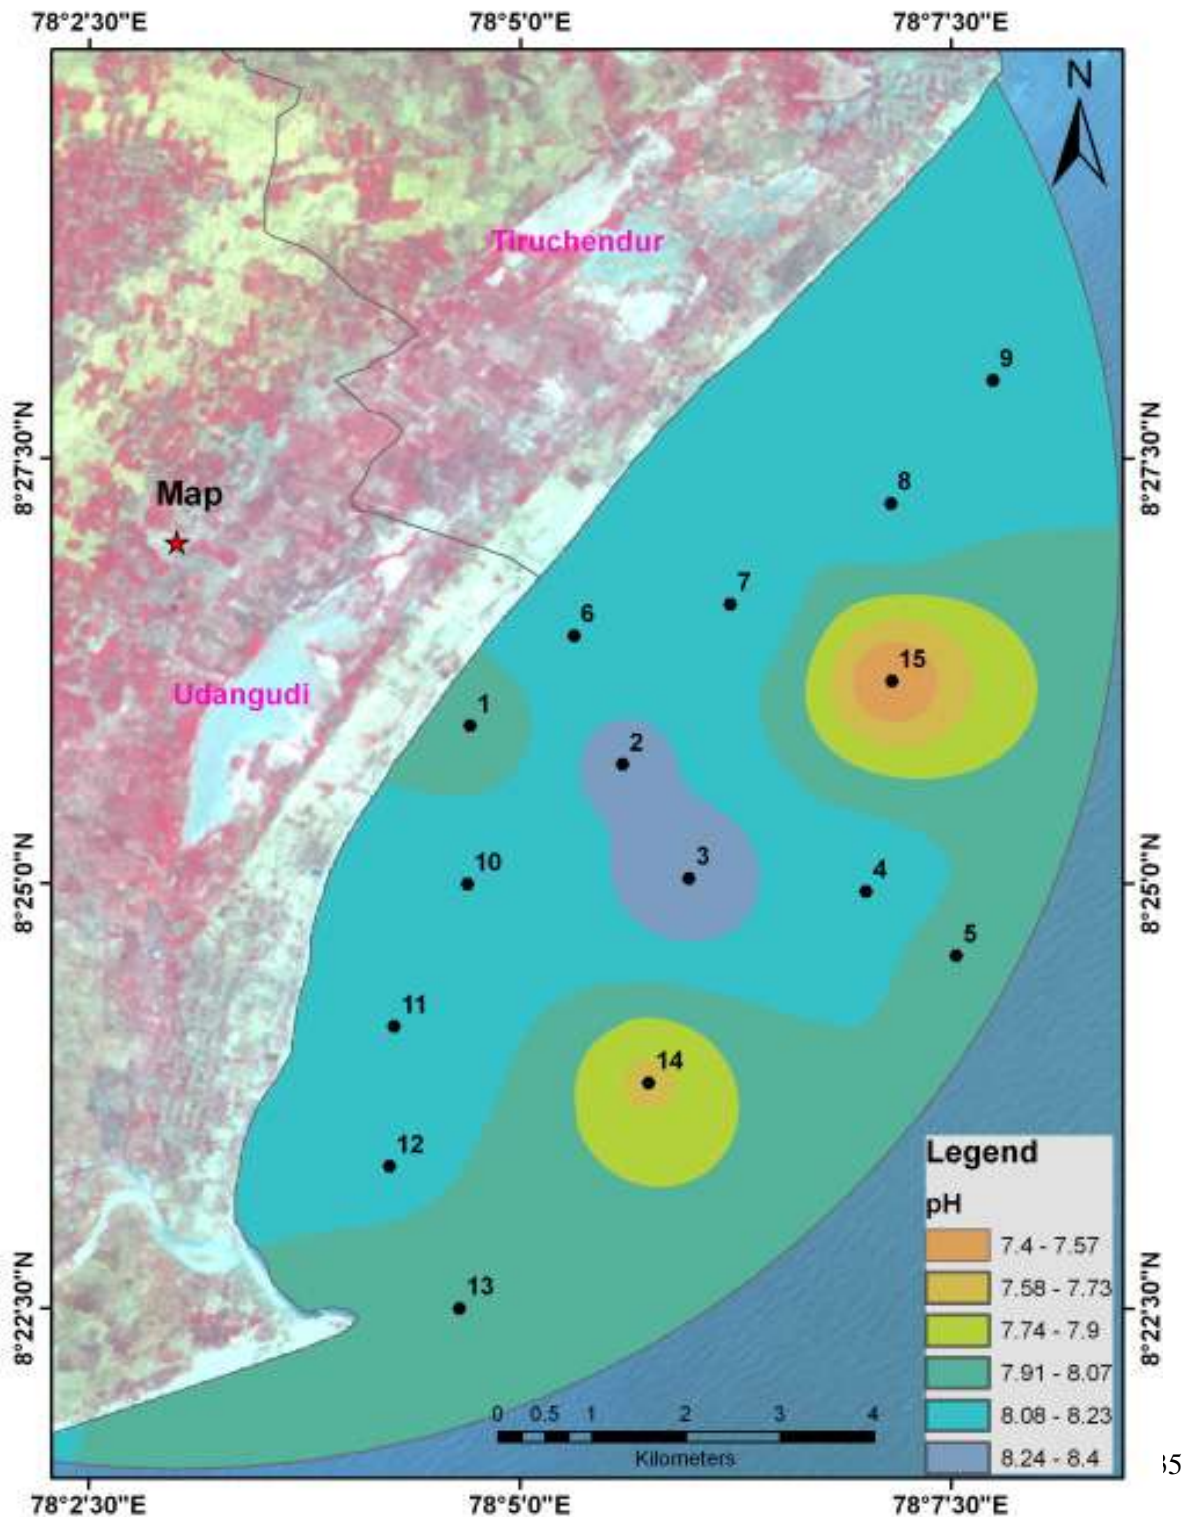 78°2'30"E 78°5'0"E 78°7'30"E
N
Tiruchendur
9
8°27'30"N 8°27'30"N
Map
8
7
6
15
Udangudi
1
2
3
10
4
8°25'0"N 8°25'0"N
5
11
14
12
Legend
pH
7.4 - 7.57
13
7.58 - 7.73
8°22'30"N 8°22'30"N
7.74 - 7.9
7.91 - 8.07
0 0.5 1 2 3 4
8.08 - 8.23
Kilometers
8.24 - 8.4
35
78°2'30"E 78°5'0"E 78°7'30"E